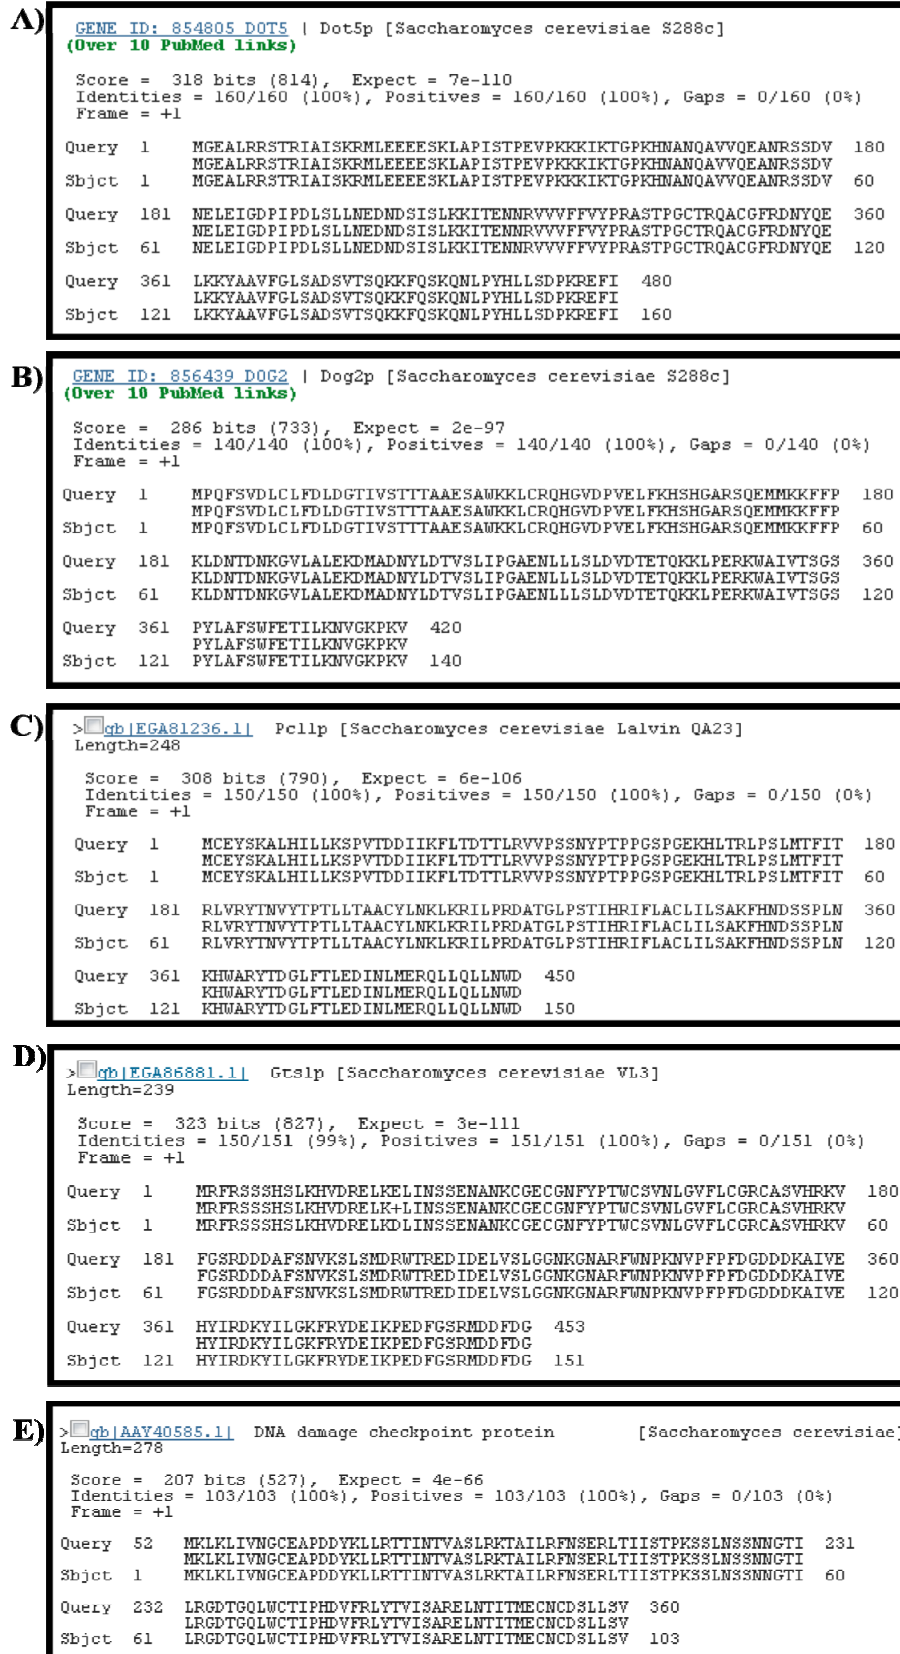 A)
GENE ID: 854805 DOT5 | Dot5p [Saccharomyces cerevisiae S288c]
(Over 10 PubMed links)
Score = 318 bits (814), Expect = 7e-110
Identities = 160/160 (100%), Positives = 160/160 (100%), Gaps = 0/160 (0%)
Frame = +1
Query 1 MGEALRRSTRIAISKRMLEEEESKLAPISTPEVPKKKIKTGPKHNANQAVVQEANRSSDV 180
MGEALRRSTRIAISKRMLEEEESKLAPISTPEVPKKKIKTGPKHNANQAVVQEANRSSDV
Sbjct 1 MGEALRRSTRIAISKRMLEEEESKLAPISTPEVPKKKIKTGPKHNANQAVVQEANRSSDV 60
Query 181 NELEIGDPIPDLSLLNEDNDSISLKKITENNRVVVFFVYPRASTPGCTRQACGFRDNYQE 360
NELEIGDPIPDLSLLNEDNDSISLKKITENNRVVVFFVYPRASTPGCTRQACGFRDNYQE
Sbjct 61 NELEIGDPIPDLSLLNEDNDSISLKKITENNRVVVFFVYPRASTPGCTRQACGFRDNYQE 120
Query 361 LKKYAAVFGLSADSVTSQKKFQSKQNLPYHLLSDPKREFI 480
LKKYAAVFGLSADSVTSQKKFQSKQNLPYHLLSDPKREFI
Sbjct 121 LKKYAAVFGLSADSVTSQKKFQSKQNLPYHLLSDPKREFI 160
B)
GENE ID: 856439 DOG2 | Dog2p [Saccharomyces cerevisiae S288c]
(Over 10 PubMed links)
Score = 286 bits (733), Expect = 2e-97
Identities = 140/140 (100%), Positives = 140/140 (100%), Gaps = 0/140 (0%)
Frame = +1
Query 1 MPQFSVDLCLFDLDGTIVSTTTAAESAWKKLCRQHGVDPVELFKHSHGARSQEMMKKFFP 180
MPQFSVDLCLFDLDGTIVSTTTAAESAWKKLCRQHGVDPVELFKHSHGARSQEMMKKFFP
Sbjct 1 MPQFSVDLCLFDLDGTIVSTTTAAESAWKKLCRQHGVDPVELFKHSHGARSQEMMKKFFP 60
Query 181 KLDNTDNKGVLALEKDMADNYLDTVSLIPGAENLLLSLDVDTETQKKLPERKWAIVTSGS 360
KLDNTDNKGVLALEKDMADNYLDTVSLIPGAENLLLSLDVDTETQKKLPERKWAIVTSGS
Sbjct 61 KLDNTDNKGVLALEKDMADNYLDTVSLIPGAENLLLSLDVDTETQKKLPERKWAIVTSGS 120
Query 361 PYLAFSWFETILKNVGKPKV 420
PYLAFSWFETILKNVGKPKV
Sbjct 121 PYLAFSWFETILKNVGKPKV 140
C)
>gb|EGA81236.1| Pcl1p [Saccharomyces cerevisiae Lalvin QA23]
Length=248
Score = 308 bits (790), Expect = 6e-106
Identities = 150/150 (100%), Positives = 150/150 (100%), Gaps = 0/150 (0%)
Frame = +1
Query 1 MCEYSKALHILLKSPVTDDIIKFLTDTTLRVVPSSNYPTPPGSPGEKHLTRLPSLMTFIT 180
MCEYSKALHILLKSPVTDDIIKFLTDTTLRVVPSSNYPTPPGSPGEKHLTRLPSLMTFIT
Sbjct 1 MCEYSKALHILLKSPVTDDIIKFLTDTTLRVVPSSNYPTPPGSPGEKHLTRLPSLMTFIT 60
Query 181 RLVRYTNVYTPTLLTAACYLNKLKRILPRDATGLPSTIHRIFLACLILSAKFHNDSSPLN 360
RLVRYTNVYTPTLLTAACYLNKLKRILPRDATGLPSTIHRIFLACLILSAKFHNDSSPLN
Sbjct 61 RLVRYTNVYTPTLLTAACYLNKLKRILPRDATGLPSTIHRIFLACLILSAKFHNDSSPLN 120
Query 361 KHWARYTDGLFTLEDINLMERQLLQLLNWD 450
KHWARYTDGLFTLEDINLMERQLLQLLNWD
Sbjct 121 KHWARYTDGLFTLEDINLMERQLLQLLNWD 150
D)
>gb|EGA86881.1| Gts1p [Saccharomyces cerevisiae VL3]
Length=239
Score = 323 bits (827), Expect = 3e-111
Identities = 150/151 (99%), Positives = 151/151 (100%), Gaps = 0/151 (0%)
Frame = +1
Query 1 MRFRSSSHSLKHVDRELKELINSSENANKCGECGNFYPTWCSVNLGVFLCGRCASVHRKV 180
MRFRSSSHSLKHVDRELK+LINSSENANKCGECGNFYPTWCSVNLGVFLCGRCASVHRKV
Sbjct 1 MRFRSSSHSLKHVDRELKDLINSSENANKCGECGNFYPTWCSVNLGVFLCGRCASVHRKV 60
Query 181 FGSRDDDAFSNVKSLSMDRWTREDIDELVSLGGNKGNARFWNPKNVPFPFDGDDDKAIVE 360
FGSRDDDAFSNVKSLSMDRWTREDIDELVSLGGNKGNARFWNPKNVPFPFDGDDDKAIVE
Sbjct 61 FGSRDDDAFSNVKSLSMDRWTREDIDELVSLGGNKGNARFWNPKNVPFPFDGDDDKAIVE 120
Query 361 HYIRDKYILGKFRYDEIKPEDFGSRMDDFDG 453
HYIRDKYILGKFRYDEIKPEDFGSRMDDFDG
Sbjct 121 HYIRDKYILGKFRYDEIKPEDFGSRMDDFDG 151
E)
>gb|AAY40585.1| DNA damage checkpoint protein [Saccharomyces cerevisiae]
Length=278
Score = 207 bits (527), Expect = 4e-66
Identities = 103/103 (100%), Positives = 103/103 (100%), Gaps = 0/103 (0%)
Frame = +1
Query 52 MKLKLIVNGCEAPDDYKLLRTTINTVASLRKTAILRFNSERLTIISTPKSSLNSSNNGTI 231
MKLKLIVNGCEAPDDYKLLRTTINTVASLRKTAILRFNSERLTIISTPKSSLNSSNNGTI
Sbjct 1 MKLKLIVNGCEAPDDYKLLRTTINTVASLRKTAILRFNSERLTIISTPKSSLNSSNNGTI 60
Query 232 LRGDTGQLWCTIPHDVFRLYTVISARELNTITMECNCDSLLSV 360
LRGDTGQLWCTIPHDVFRLYTVISARELNTITMECNCDSLLSV
Sbjct 61 LRGDTGQLWCTIPHDVFRLYTVISARELNTITMECNCDSLLSV 103